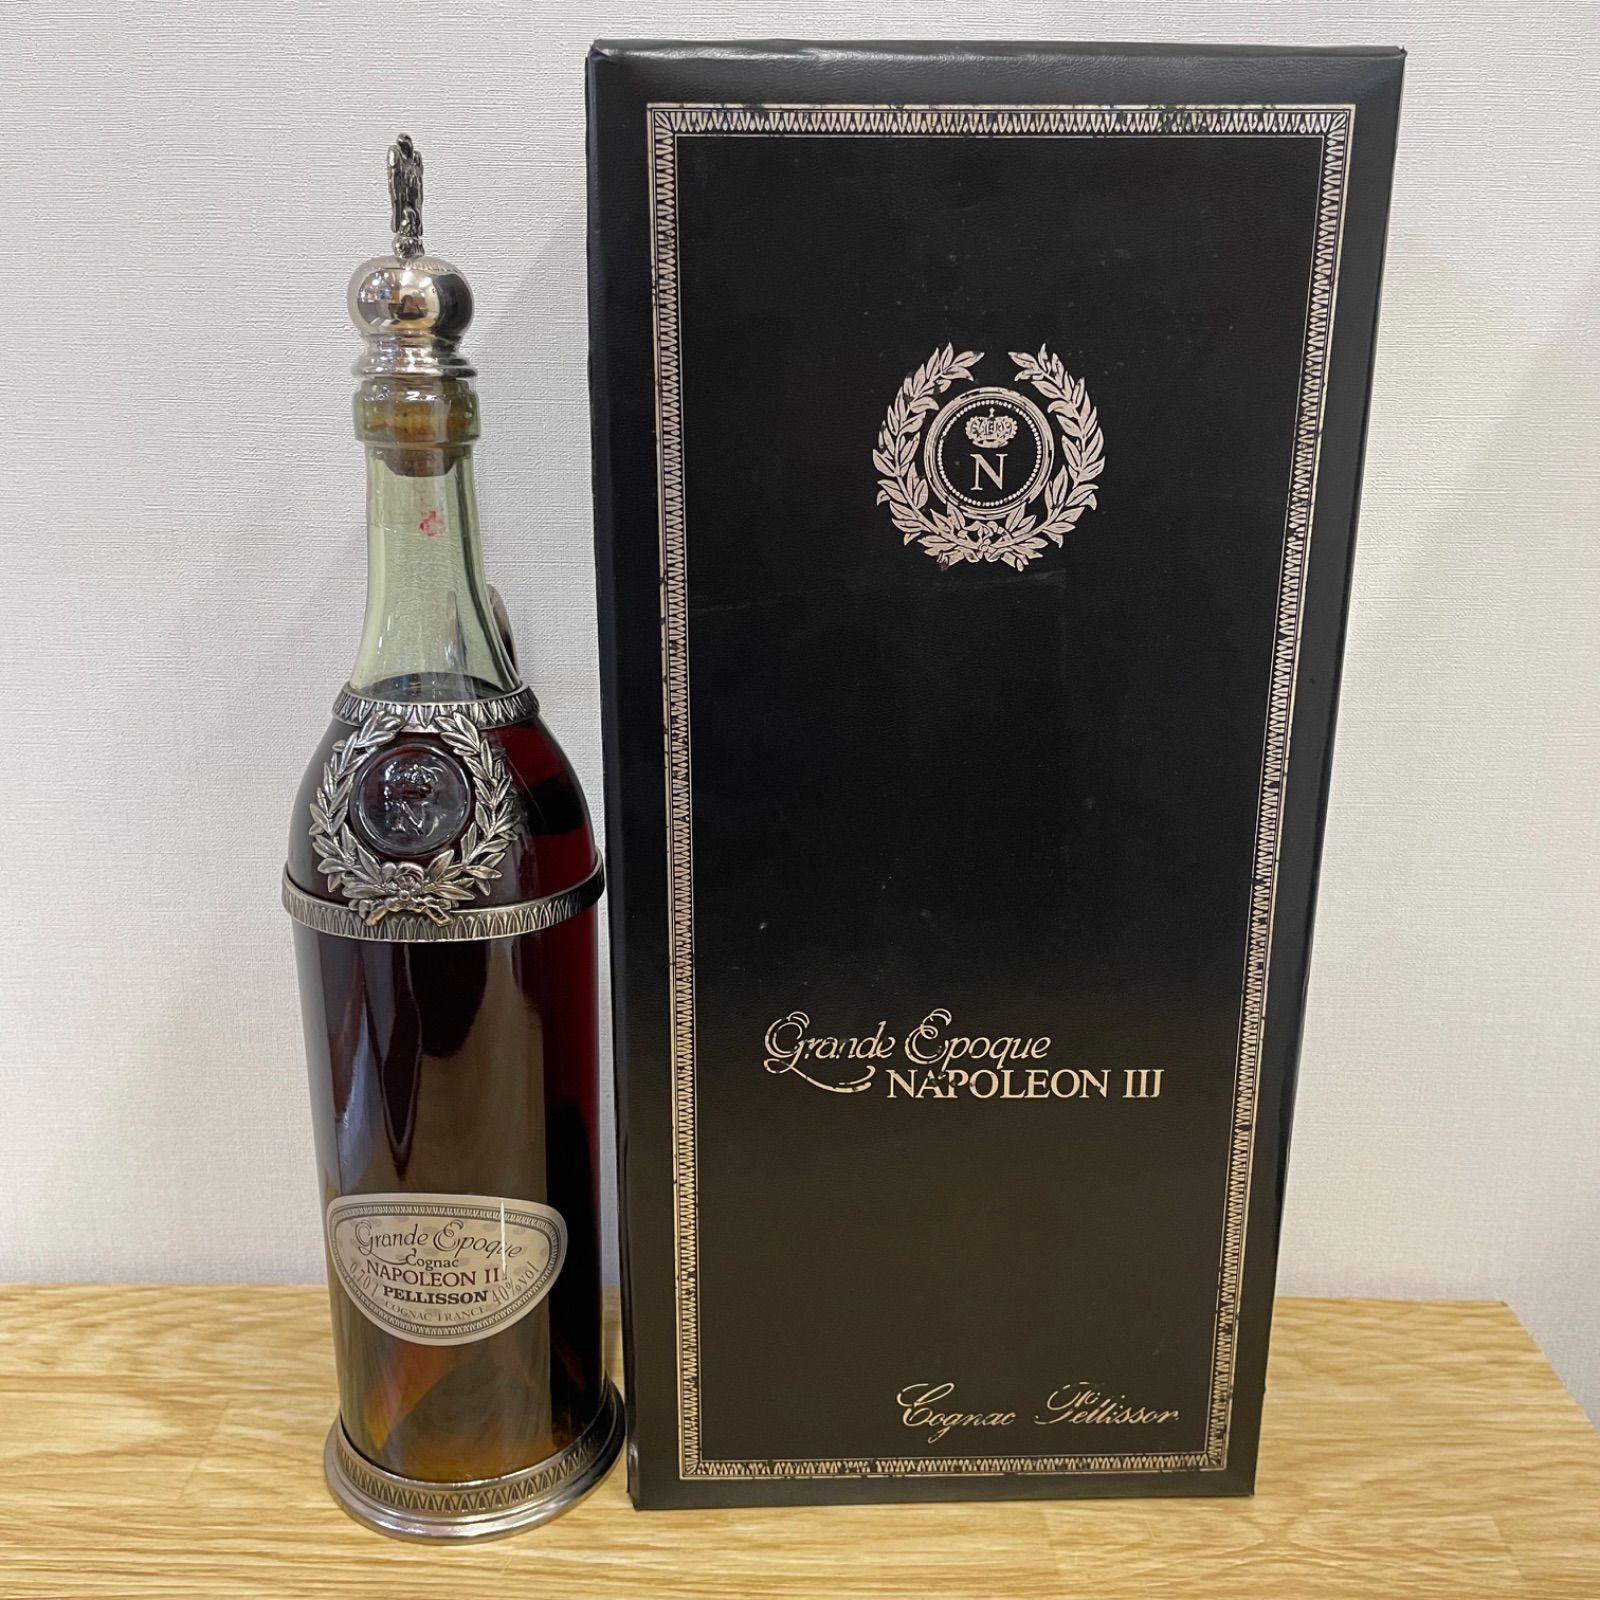 N
Grande Epoque
NAPOLEON III
Cognac Pellisson
N
Grande Epoque
Cognac
NAPOLEON III
0,70 l PELLISSON 40% vol
COGNAC FRANCE